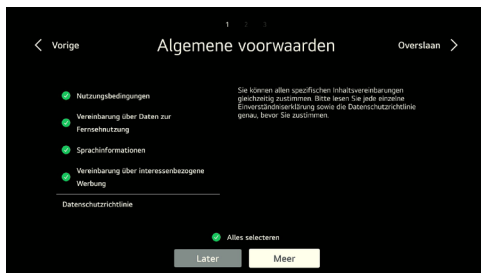 1 2 3
Vorige
Algemene voorwaarden
Overslaan
Nutzungsbedingungen
Vereinbarung über Daten zur
Fernsehnutzung
Sprachinformationen
Vereinbarung über interessenbezogene
Werbung
Datenschutzrichtlinie
Sie können allen spezifischen Inhaltsvereinbarungen
gleichzeitig zustimmen. Bitte lesen Sie jede einzelne
Einverständniserklärung sowie die Datenschutzrichtlinie
genau, bevor Sie zustimmen.
Alles selecteren
Later
Meer